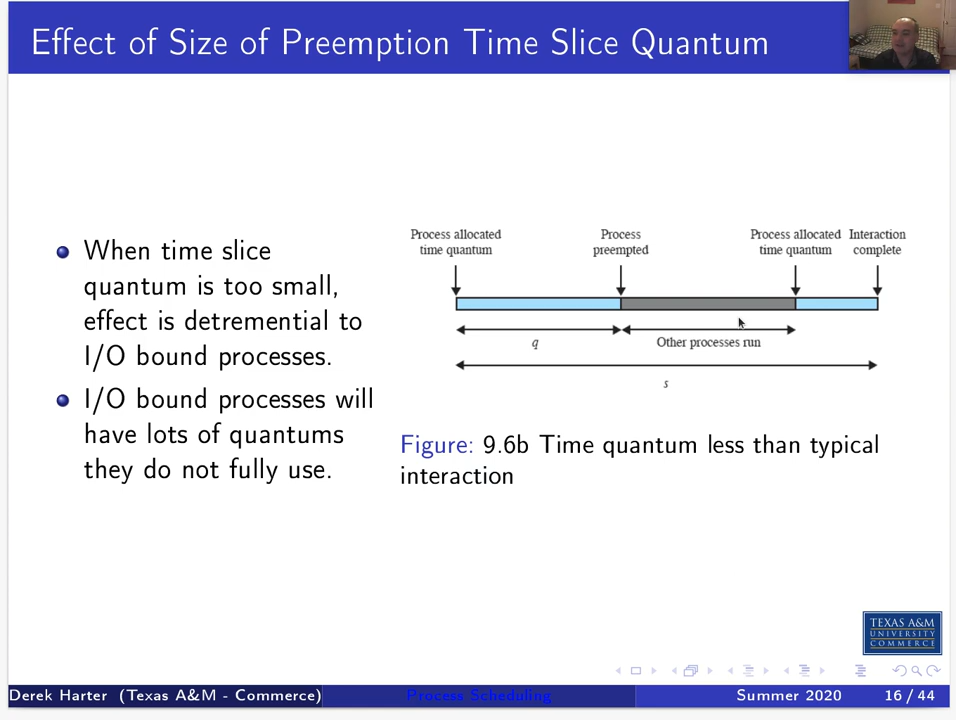 Effect of Size of Preemption Time Slice Quantum
When time slice
quantum is too small,
effect is detremential to
I/O bound processes.
I/O bound processes will
have lots of quantums
they do not fully use.
Process allocated
time quantum
Process
preempted
Process allocated
time quantum
Interaction
complete
q
Other processes run
s
Figure: 9.6b Time quantum less than typical
interaction
TEXAS A&M
UNIVERSITY
COMMERCE
Derek Harter (Texas A&M - Commerce)
Process Scheduling
Summer 2020
16 / 44